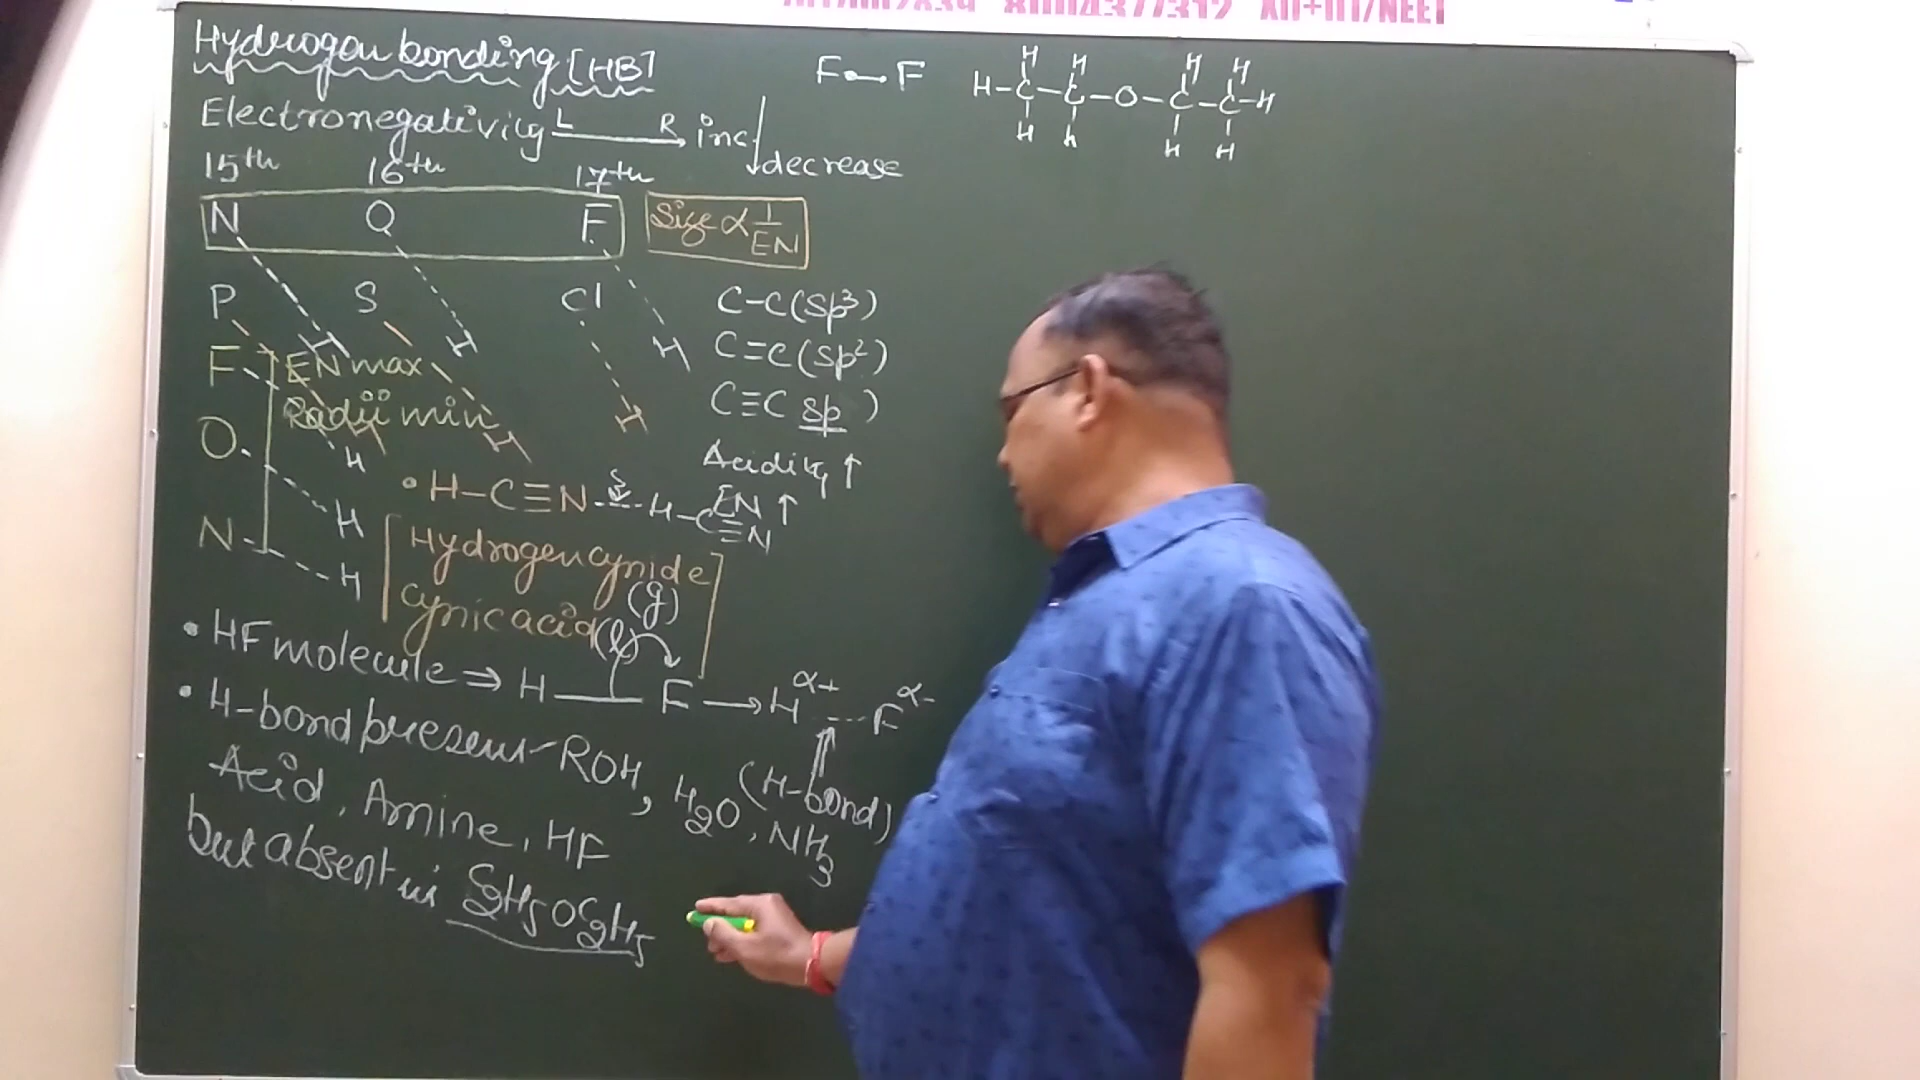 XII+IIT/NEET
Hydrogen bonding [HB]
Electronegativity L R inc decrease
15th 16th 17th
N O F
Size ∝ 1/EN
P S Cl
H H H
F EN max
Radii min
H H H
O
N
H
H
H
C-C (sp³)
C=C (sp²)
C≡C sp )
Acidity ↑
EN ↑
• H-C≡N----H-C≡N
[Hydrogencynide (g)
cynic acid (l)]
• HF molecule ⇒ H—F → H α+ --- F α-
(H-bond)
• H-bond present - ROH, H2O, NH3
Acid, Amine, HF
but absent in C2H5OC2H5
F—F
H H H H
H-C-C-O-C-C-H
H H H H